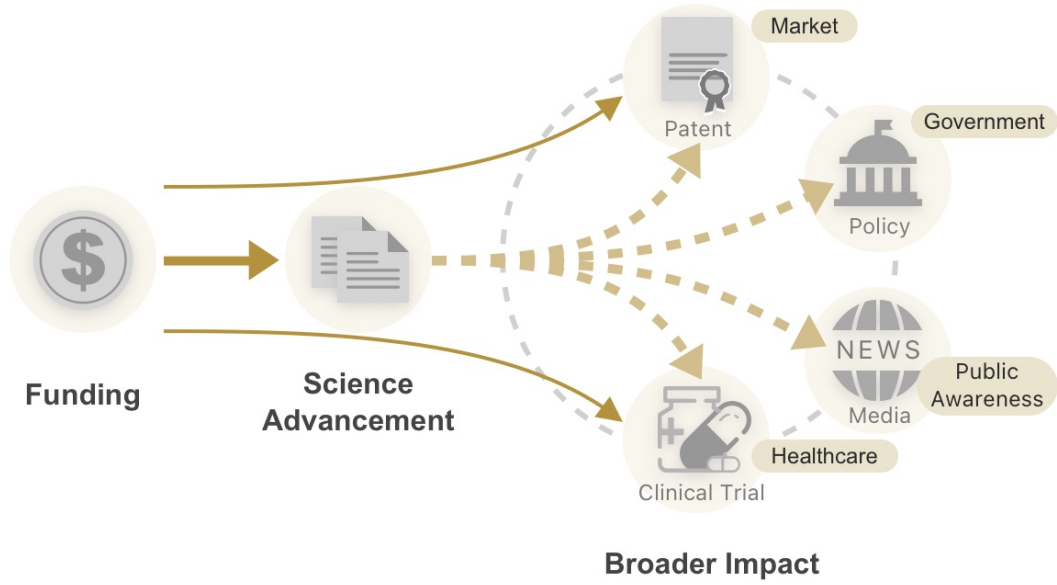 Market
Patent
Government
Policy
$
NEWS
Media
Public
Awareness
Funding
Science
Advancement
Healthcare
Clinical Trial
Broader Impact